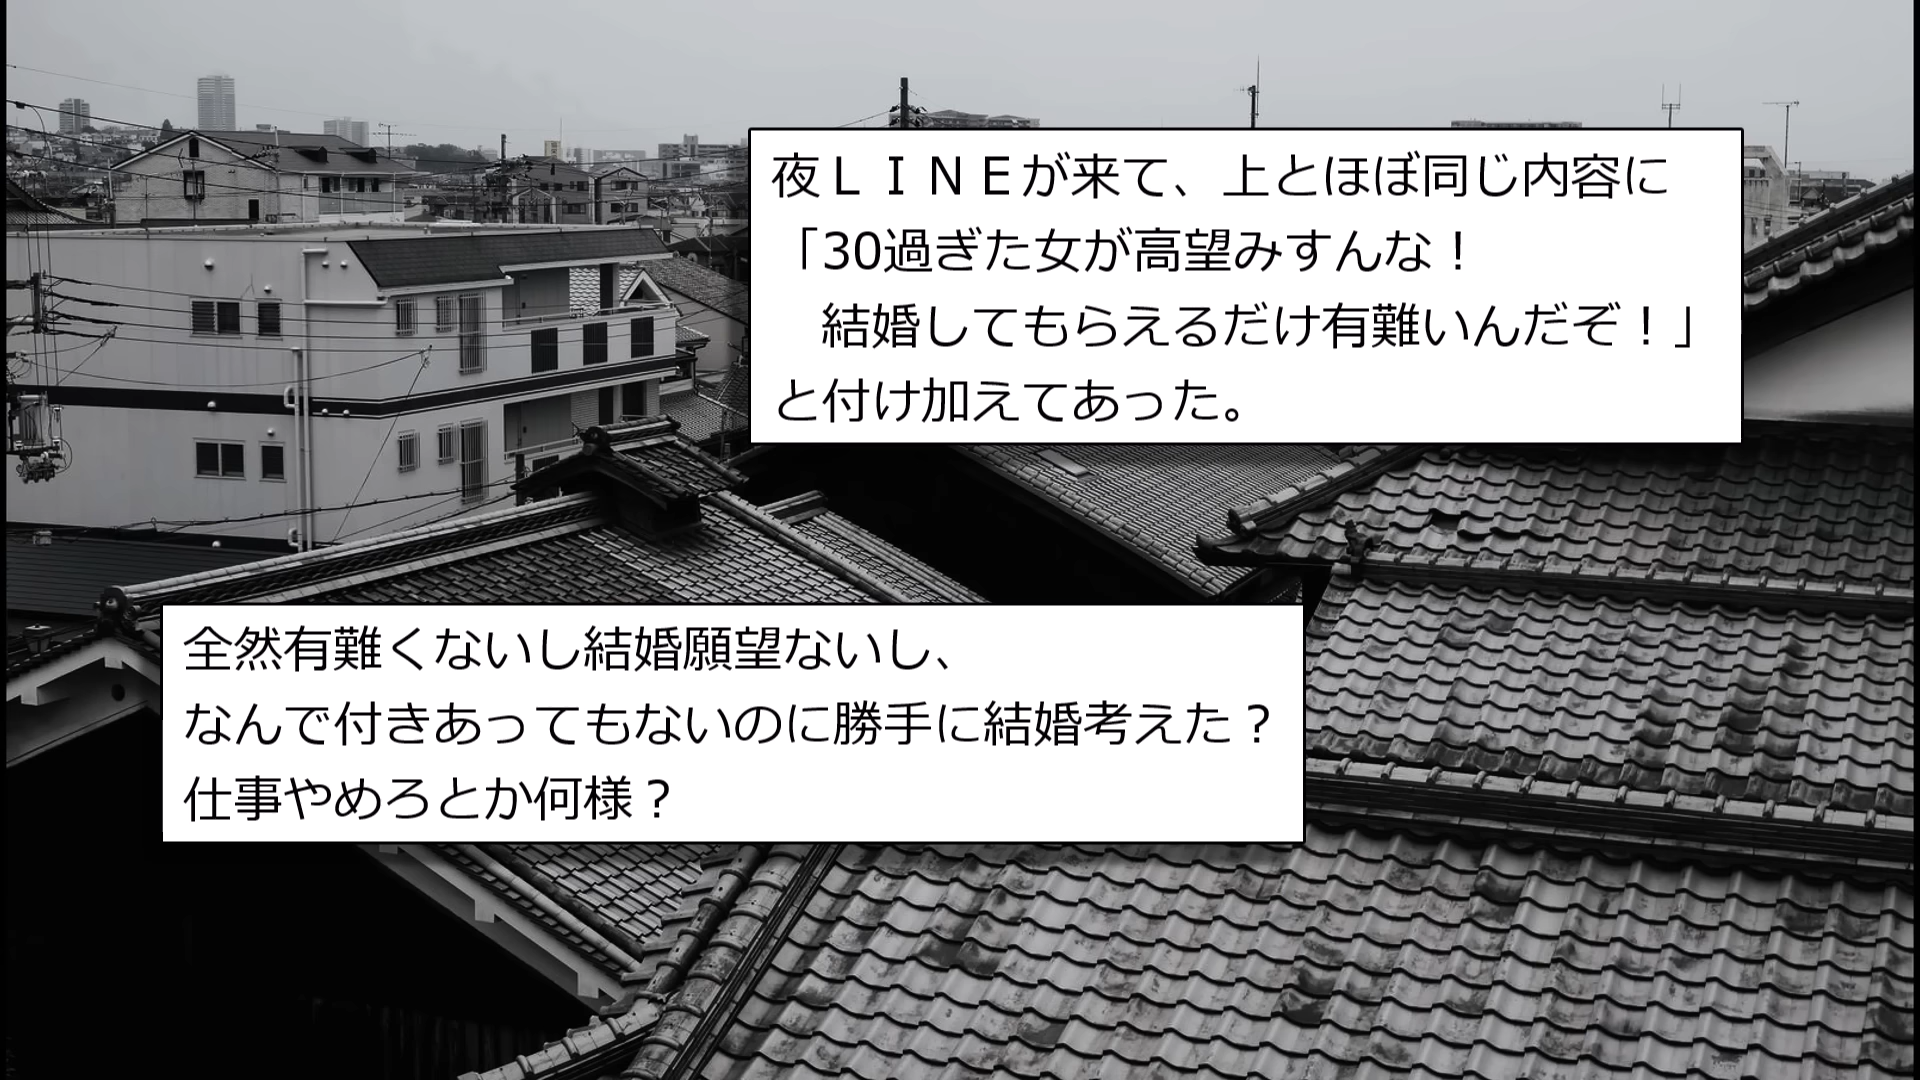 夜ＬＩＮＥが来て、上とほぼ同じ内容に
「30過ぎた女が高望みすんな！
　結婚してもらえるだけ有難いんだぞ！」
と付け加えてあった。
全然有難くないし結婚願望ないし、
なんで付きあってもないのに勝手に結婚考えた？
仕事やめろとか何様？